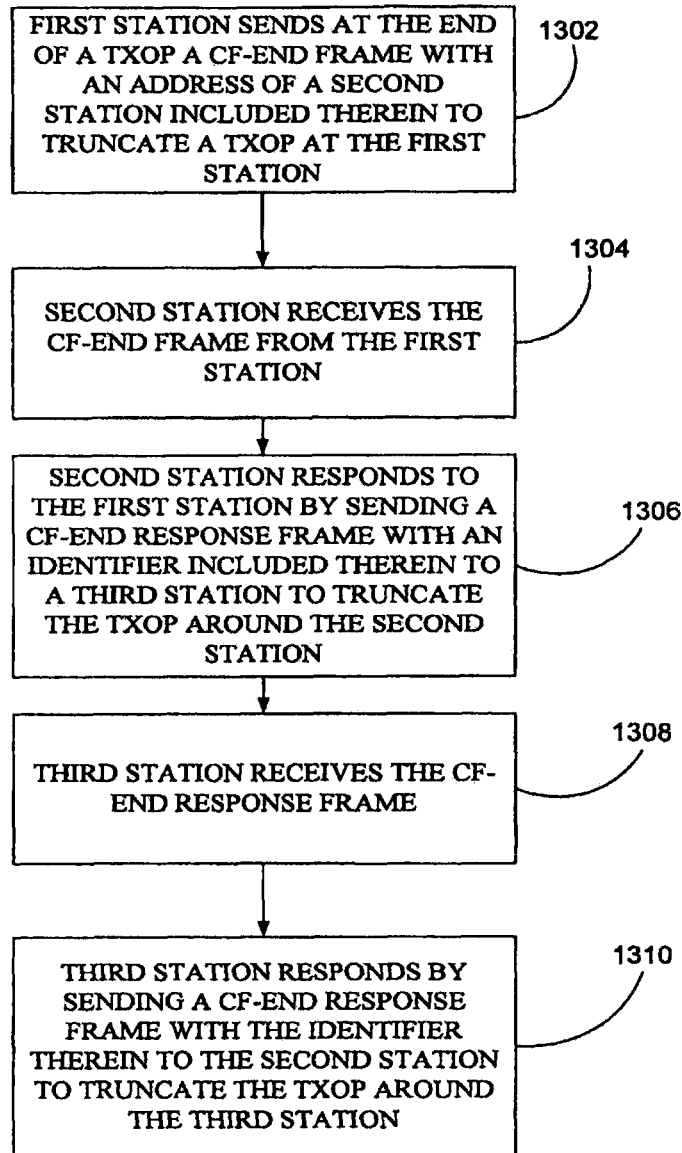 FIRST STATION SENDS AT THE END
OF A TXOP A CF-END FRAME WITH
AN ADDRESS OF A SECOND
STATION INCLUDED THEREIN TO
TRUNCATE A TXOP AT THE FIRST
STATION
1302
SECOND STATION RECEIVES THE
CF-END FRAME FROM THE FIRST
STATION
1304
SECOND STATION RESPONDS TO
THE FIRST STATION BY SENDING A
CF-END RESPONSE FRAME WITH AN
IDENTIFIER INCLUDED THEREIN TO
A THIRD STATION TO TRUNCATE
THE TXOP AROUND THE SECOND
STATION
1306
THIRD STATION RECEIVES THE CF-
END RESPONSE FRAME
1308
THIRD STATION RESPONDS BY
SENDING A CF-END RESPONSE
FRAME WITH THE IDENTIFIER
THEREIN TO THE SECOND STATION
TO TRUNCATE THE TXOP AROUND
THE THIRD STATION
1310